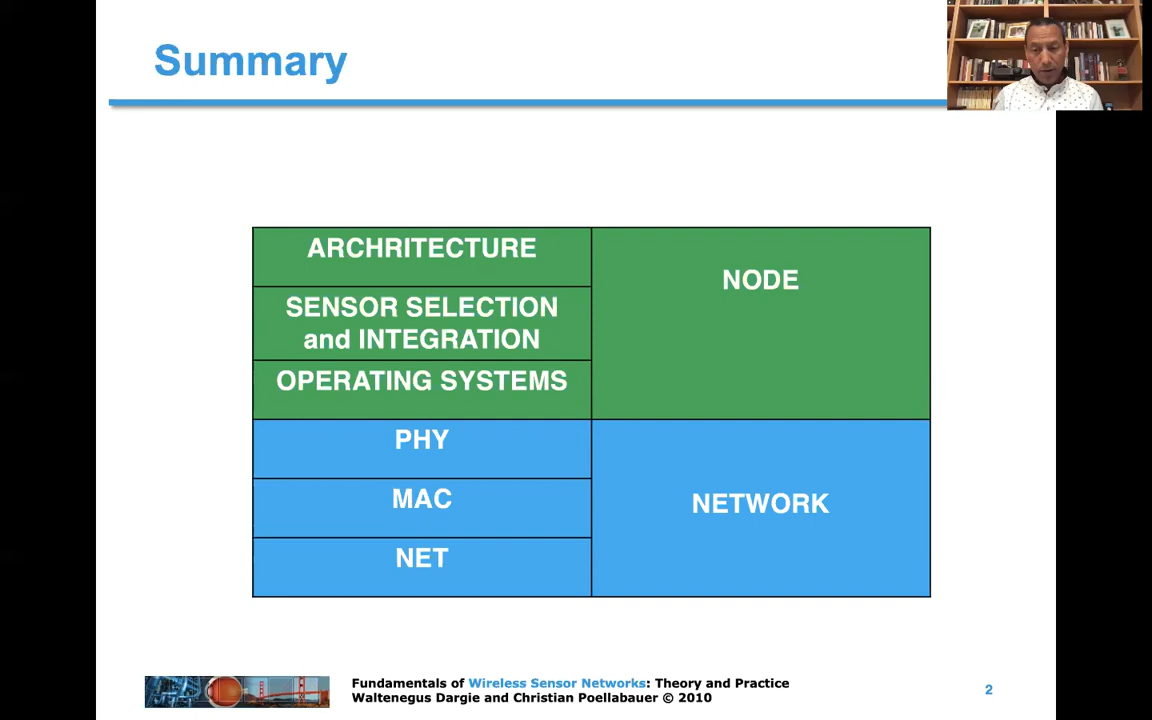 Summary
ARCHRITECTURE
NODE
SENSOR SELECTION
and INTEGRATION
OPERATING SYSTEMS
PHY
MAC
NETWORK
NET
Fundamentals of Wireless Sensor Networks: Theory and Practice
Waltenegus Dargie and Christian Poellabauer © 2010
2